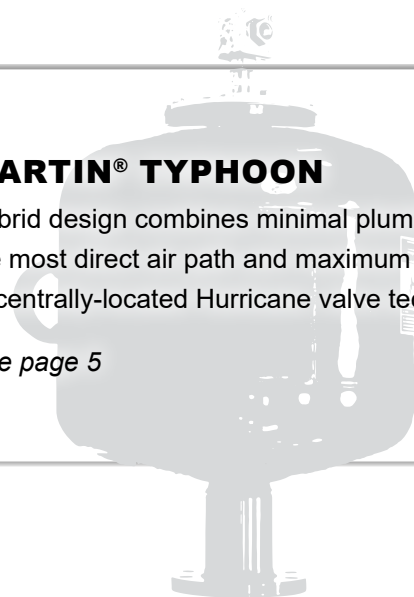 ARTIN® TYPHOON
brid design combines minimal plum
e most direct air path and maximum
centrally-located Hurricane valve tec
e page 5